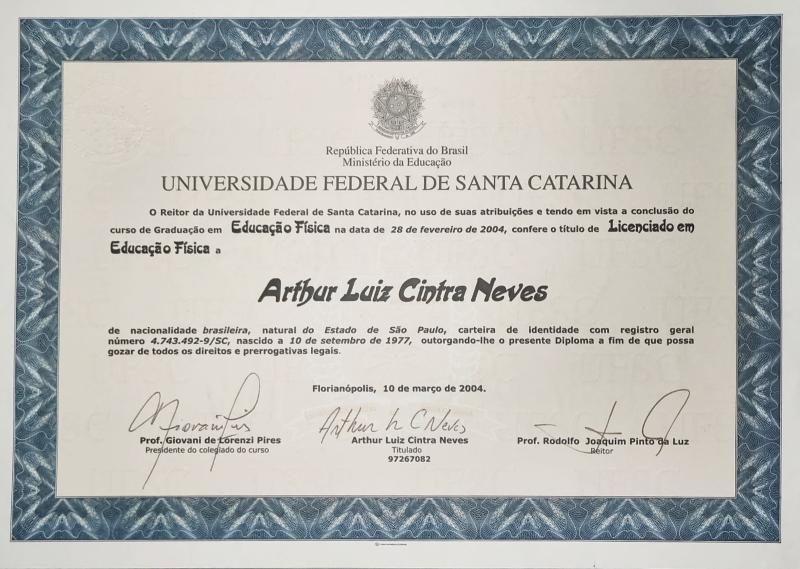 República Federativa do Brasil
Ministério da Educação
UNIVERSIDADE FEDERAL DE SANTA CATARINA
O Reitor da Universidade Federal de Santa Catarina, no uso de suas atribuições e tendo em vista a conclusão do
curso de Graduação em Educação Física na data de 28 de fevereiro de 2004, confere o título de Licenciado em
Educação Física a
Arthur Luiz Cintra Neves
de nacionalidade brasileira, natural do Estado de São Paulo, carteira de identidade com registro geral
número 4.743.492-9/SC, nascido a 10 de setembro de 1977, outorgando-lhe o presente Diploma a fim de que possa
gozar de todos os direitos e prerrogativas legais.
Florianópolis, 10 de março de 2004.
Arthur L C Neves
Prof. Giovani de Lorenzi Pires Arthur Luiz Cintra Neves Prof. Rodolfo Joaquim Pinto da Luz
Presidente do colegiado do curso Titulado Reitor
97267082